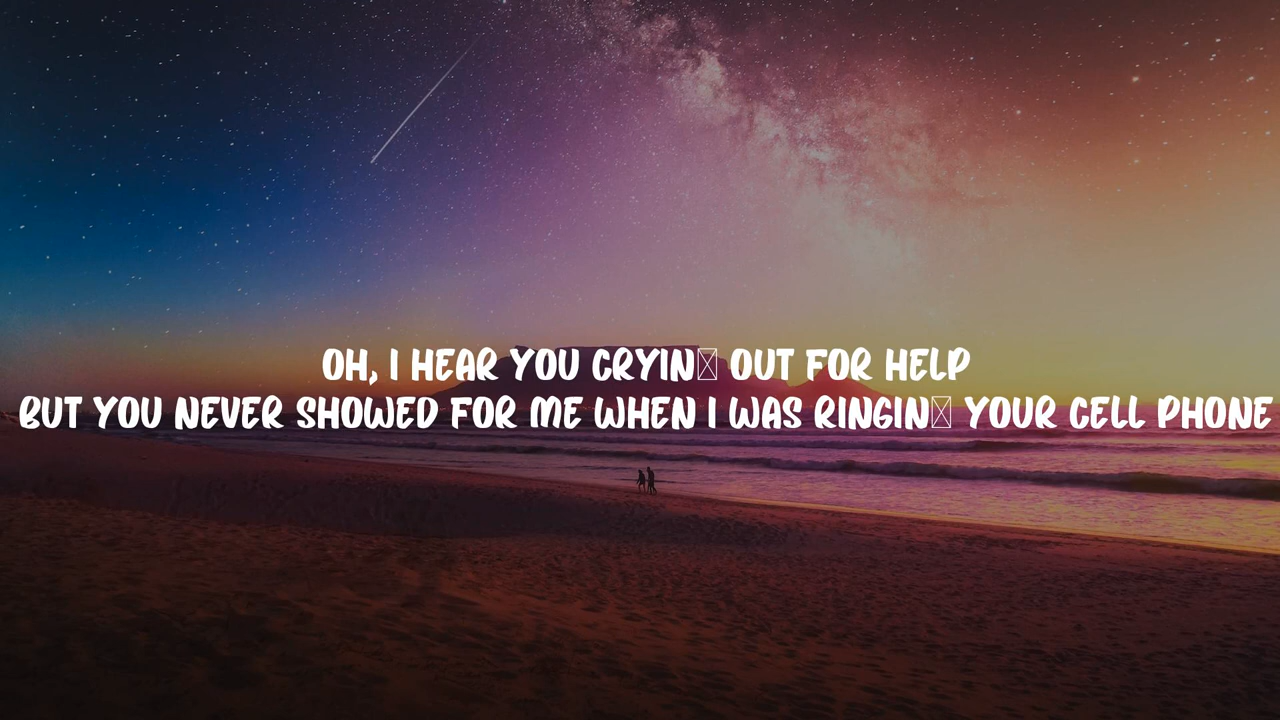 OH, I HEAR YOU CRYIN OUT FOR HELP
BUT YOU NEVER SHOWED FOR ME WHEN I WAS RINGIN YOUR CELL PHONE